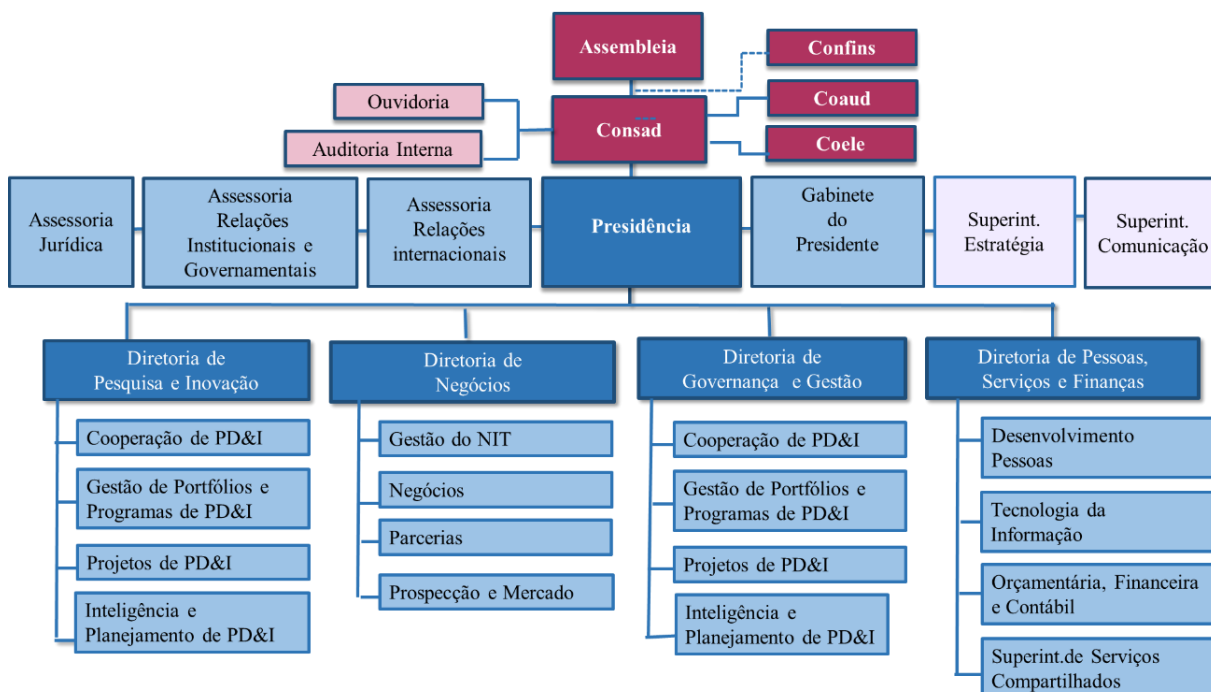 Assembleia
Confins
Ouvidoria
Coaud
Consad
Auditoria Interna
Coele
Assessoria
Jurídica
Assessoria
Relações
Institucionais e
Governamentais
Assessoria
Relações
internacionais
Presidência
Gabinete
do
Presidente
Superint.
Estratégia
Superint.
Comunicação
Diretoria de
Pesquisa e Inovação
Cooperação de PD&I
Gestão de Portfólios e
Programas de PD&I
Projetos de PD&I
Inteligência e
Planejamento de PD&I
Diretoria de
Negócios
Gestão do NIT
Negócios
Parcerias
Prospecção e Mercado
Diretoria de
Governança e Gestão
Cooperação de PD&I
Gestão de Portfólios e
Programas de PD&I
Projetos de PD&I
Inteligência e
Planejamento de PD&I
Diretoria de Pessoas,
Serviços e Finanças
Desenvolvimento
Pessoas
Tecnologia da
Informação
Orçamentária, Financeira
e Contábil
Superint.de Serviços
Compartilhados